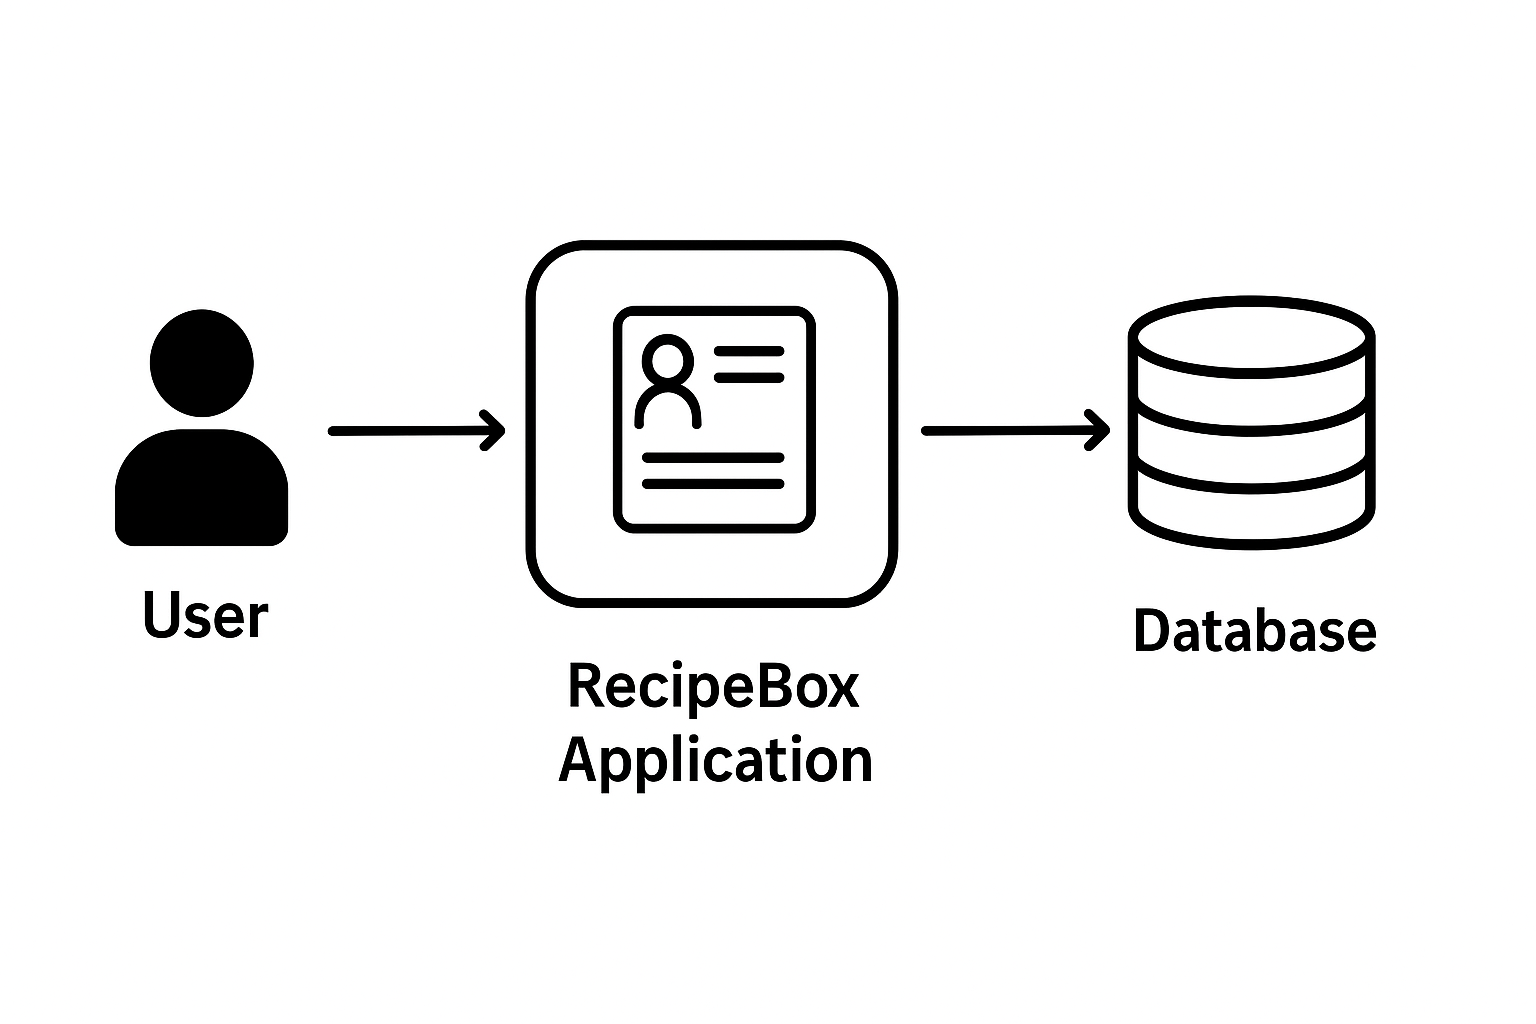 User
RecipeBox
Application
Database